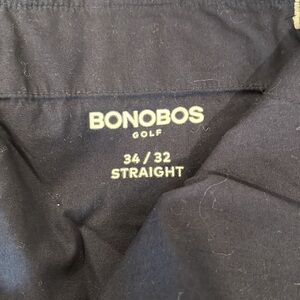 BONOBOS
GOLF
34 / 32
STRAIGHT